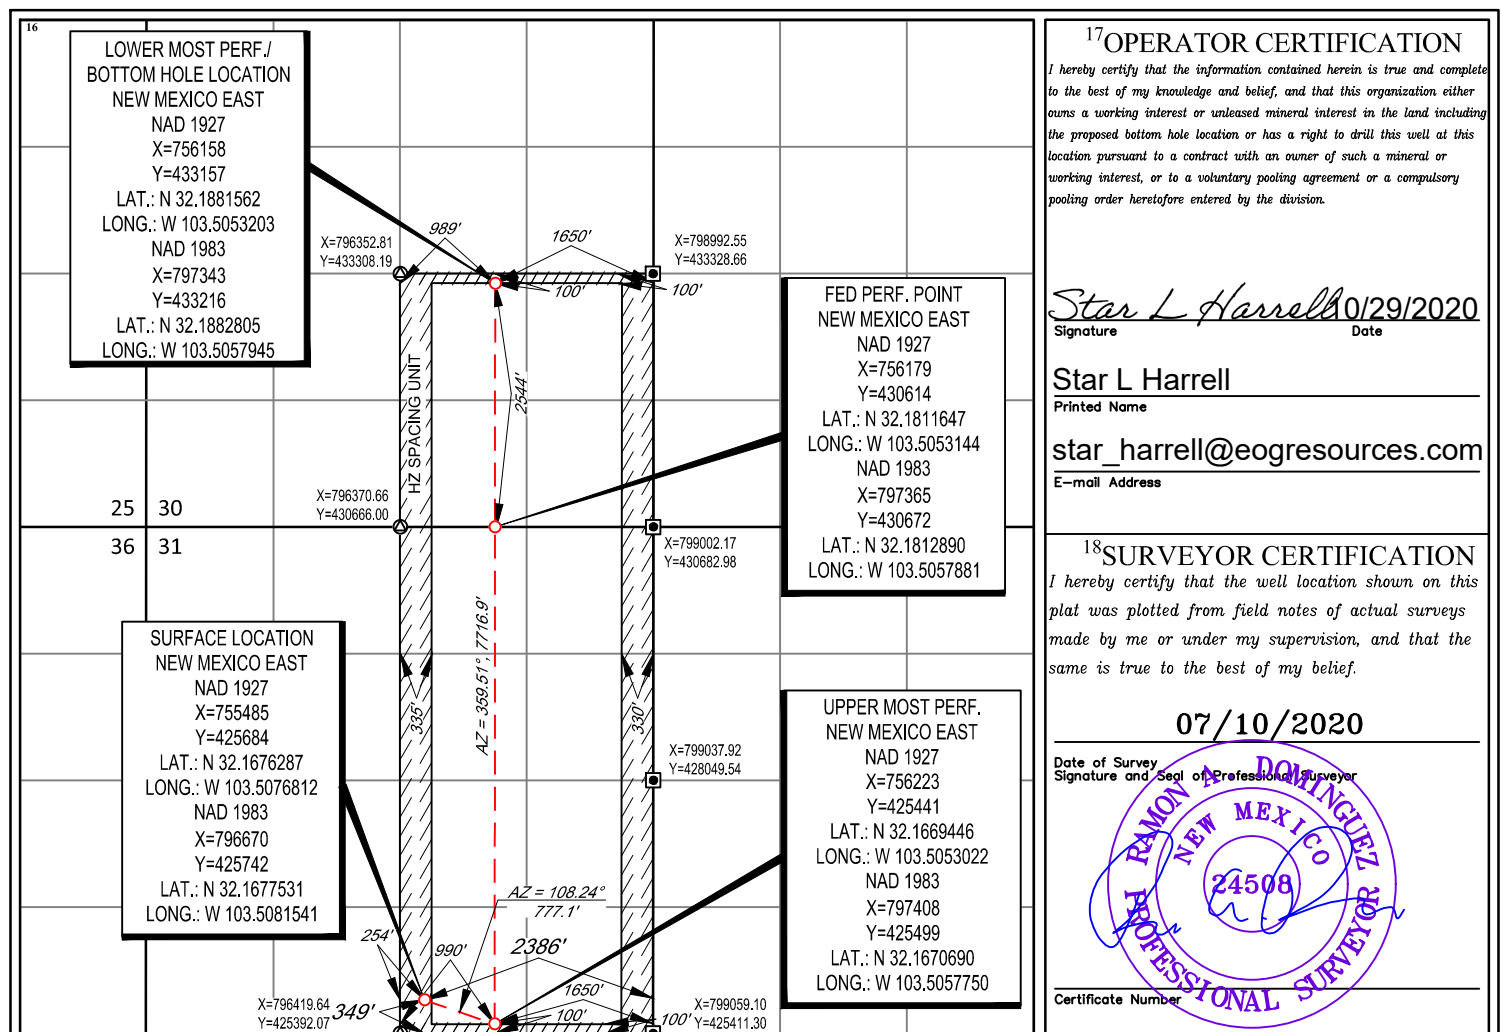 16
LOWER MOST PERF./
BOTTOM HOLE LOCATION
NEW MEXICO EAST
NAD 1927
X=756158
Y=433157
LAT.: N 32.1881562
LONG.: W 103.5053203
NAD 1983
X=797343
Y=433216
LAT.: N 32.1882805
LONG.: W 103.5057945
X=796352.81
Y=433308.19
989'
1650'
X=798992.55
Y=433328.66
100'
100'
HZ SPACING UNIT
2544'
FED PERF. POINT
NEW MEXICO EAST
NAD 1927
X=756179
Y=430614
LAT.: N 32.1811647
LONG.: W 103.5053144
NAD 1983
X=797365
Y=430672
LAT.: N 32.1812890
LONG.: W 103.5057881
X=796370.66
Y=430666.00
25 30
36 31
X=799002.17
Y=430682.98
SURFACE LOCATION
NEW MEXICO EAST
NAD 1927
X=755485
Y=425684
LAT.: N 32.1676287
LONG.: W 103.5076812
NAD 1983
X=796670
Y=425742
LAT.: N 32.1677531
LONG.: W 103.5081541
335'
AZ = 359.51°, 7716.9'
330'
X=799037.92
Y=428049.54
UPPER MOST PERF.
NEW MEXICO EAST
NAD 1927
X=756223
Y=425441
LAT.: N 32.1669446
LONG.: W 103.5053022
NAD 1983
X=797408
Y=425499
LAT.: N 32.1670690
LONG.: W 103.5057750
AZ = 108.24°
777.1'
254'
990'
2386'
X=796419.64
Y=425392.07
349'
1650'
100'
100'
X=799059.10
Y=425411.30
17OPERATOR CERTIFICATION
I hereby certify that the information contained herein is true and complete
to the best of my knowledge and belief, and that this organization either
owns a working interest or unleased mineral interest in the land including
the proposed bottom hole location or has a right to drill this well at this
location pursuant to a contract with an owner of such a mineral or
working interest, or to a voluntary pooling agreement or a compulsory
pooling order heretofore entered by the division.
Star L Harrell 10/29/2020
Signature Date
Star L Harrell
Printed Name
star_harrell@eogresources.com
E-mail Address
18SURVEYOR CERTIFICATION
I hereby certify that the well location shown on this
plat was plotted from field notes of actual surveys
made by me or under my supervision, and that the
same is true to the best of my belief.
07/10/2020
Date of Survey
Signature and Seal of Professional Surveyor
RAMON A. DOMINGUEZ
NEW MEXICO
24508
PROFESSIONAL SURVEYOR
Certificate Number